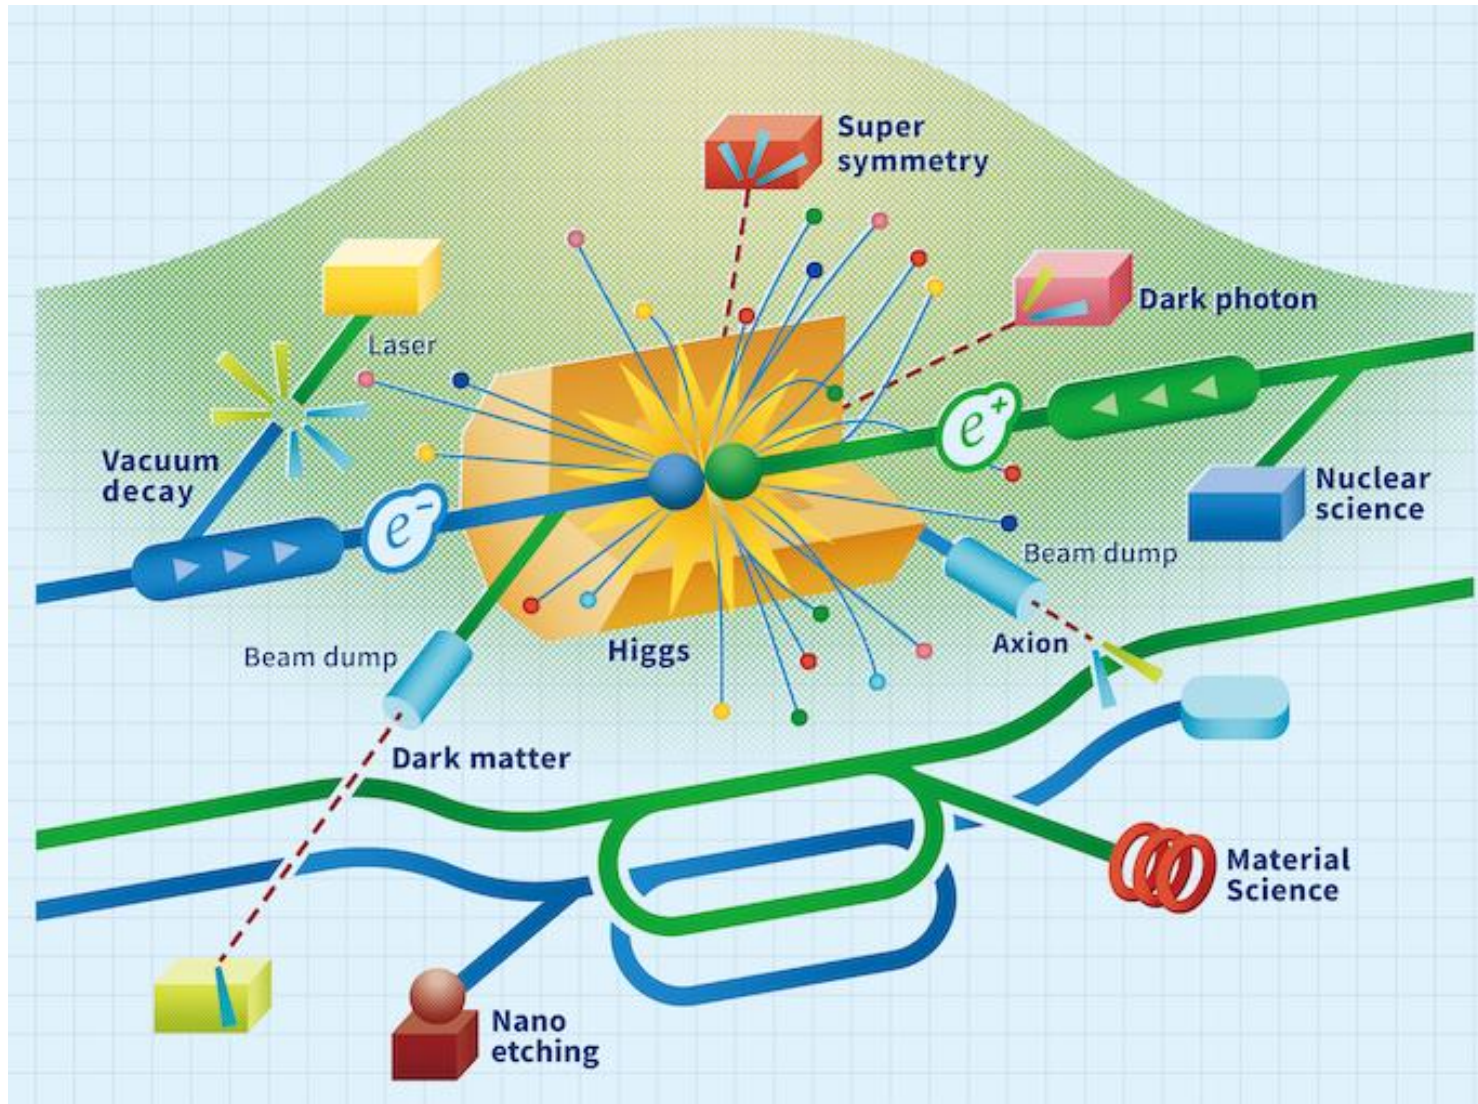 Super
symmetry
Dark photon
Laser
e+
Vacuum
decay
Nuclear
science
e-
Beam dump
Axion
Higgs
Beam dump
Dark matter
Material
Science
Nano
etching